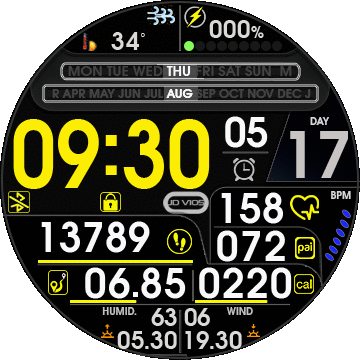 34° 000%
MON TUE WED THU FRI SAT SUN M
R APR MAY JUN JUL AUG SEP OCT NOV DEC J
09:30 05 DAY 17
JD VIOS
158 BPM
13789 072 pai
06.85 0220 cal
HUMID. 63 06 WIND
05.30 19.30